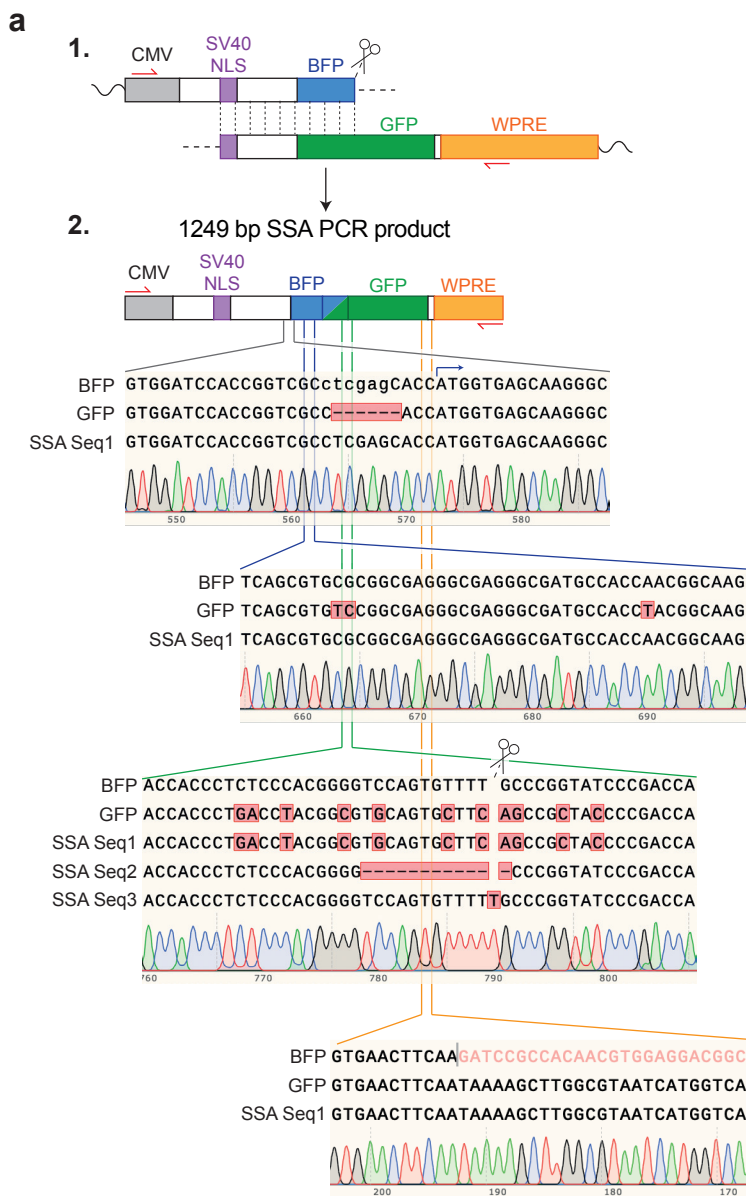 a
1.
CMV
SV40
NLS
BFP
GFP
WPRE
2.
1249 bp SSA PCR product
CMV
SV40
NLS
BFP
GFP
WPRE
BFP GTGGATCCACCGGTCGCctcgagCACCATGGTGAGCAAGGGC
GFP GTGGATCCACCGGTCGCC------ACCATGGTGAGCAAGGGC
SSA Seq1 GTGGATCCACCGGTCGCCTCGAGCACCATGGTGAGCAAGGGC
550 560 570 580
BFP TCAGCGTGCGCGGCGAGGGCGAGGGCGATGCCACCAACGGCAAG
GFP TCAGCGTGTCCGGCGAGGGCGAGGGCGATGCCACCTACGGCAAG
SSA Seq1 TCAGCGTGCGCGGCGAGGGCGAGGGCGATGCCACCAACGGCAAG
660 670 680 690
BFP ACCACCCTCTCCCACGGGGTCCAGTGTTTT GCCCGGTATCCCGACCA
GFP ACCACCCTGACCTACGGCGTGCAGTGCTTC AGCCGCTACCCCGACCA
SSA Seq1 ACCACCCTGACCTACGGCGTGCAGTGCTTC AGCCGCTACCCCGACCA
SSA Seq2 ACCACCCTCTCCCACGGGG----------- -CCCGGTATCCCGACCA
SSA Seq3 ACCACCCTCTCCCACGGGGTCCAGTGTTTTTGCCCGGTATCCCGACCA
760 770 780 790 800
BFP GTGAACTTCAAGATCCGCCACAACGTGGAGGACGGC
GFP GTGAACTTCAATAAAAGCTTGGCGTAATCATGGTCA
SSA Seq1 GTGAACTTCAATAAAAGCTTGGCGTAATCATGGTCA
200 190 180 170